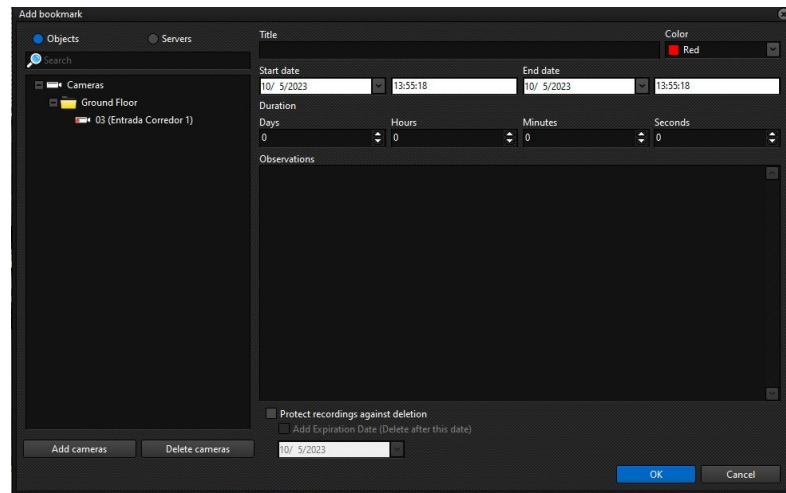 Add bookmark
Objects
Servers
Search
Cameras
Ground Floor
03 (Entrada Corredor 1)
Add cameras
Delete cameras
Title
Color
Red
Start date
End date
10/ 5/2023
13:55:18
10/ 5/2023
13:55:18
Duration
Days
Hours
Minutes
Seconds
0
0
0
0
Observations
Protect recordings against deletion
Add Expiration Date (Delete after this date)
10/ 5/2023
OK
Cancel